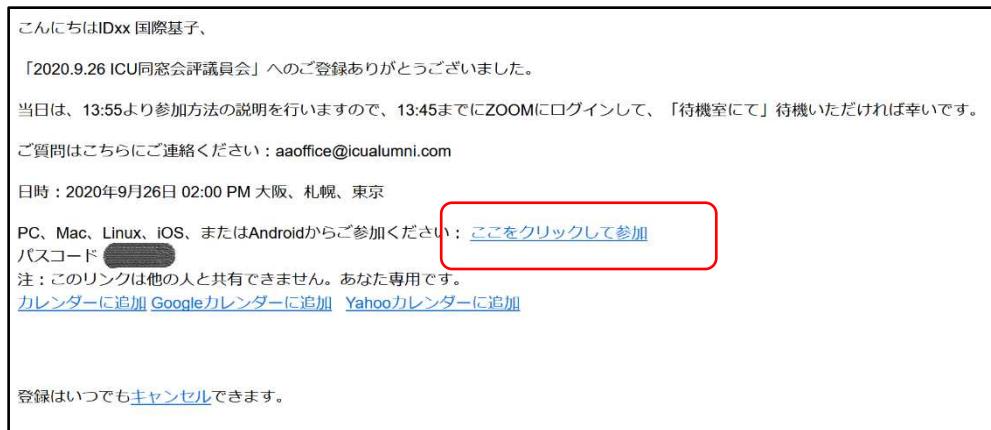 こんにちはIDxx 国際基子、
「2020.9.26 ICU同窓会評議員会」へのご登録ありがとうございました。
当日は、13:55より参加方法の説明を行いますので、13:45までにZOOMにログインして、「待機室にて」待機いただければ幸いです。
ご質問はこちらにご連絡ください：aaoffice@icualumni.com
日時：2020年9月26日 02:00 PM 大阪、札幌、東京
PC、Mac、Linux、iOS、またはAndroidからご参加ください： ここをクリックして参加
パスコード
注：このリンクは他の人と共有できません。あなた専用です。
カレンダーに追加 Googleカレンダーに追加 Yahooカレンダーに追加
登録はいつでもキャンセルできます。